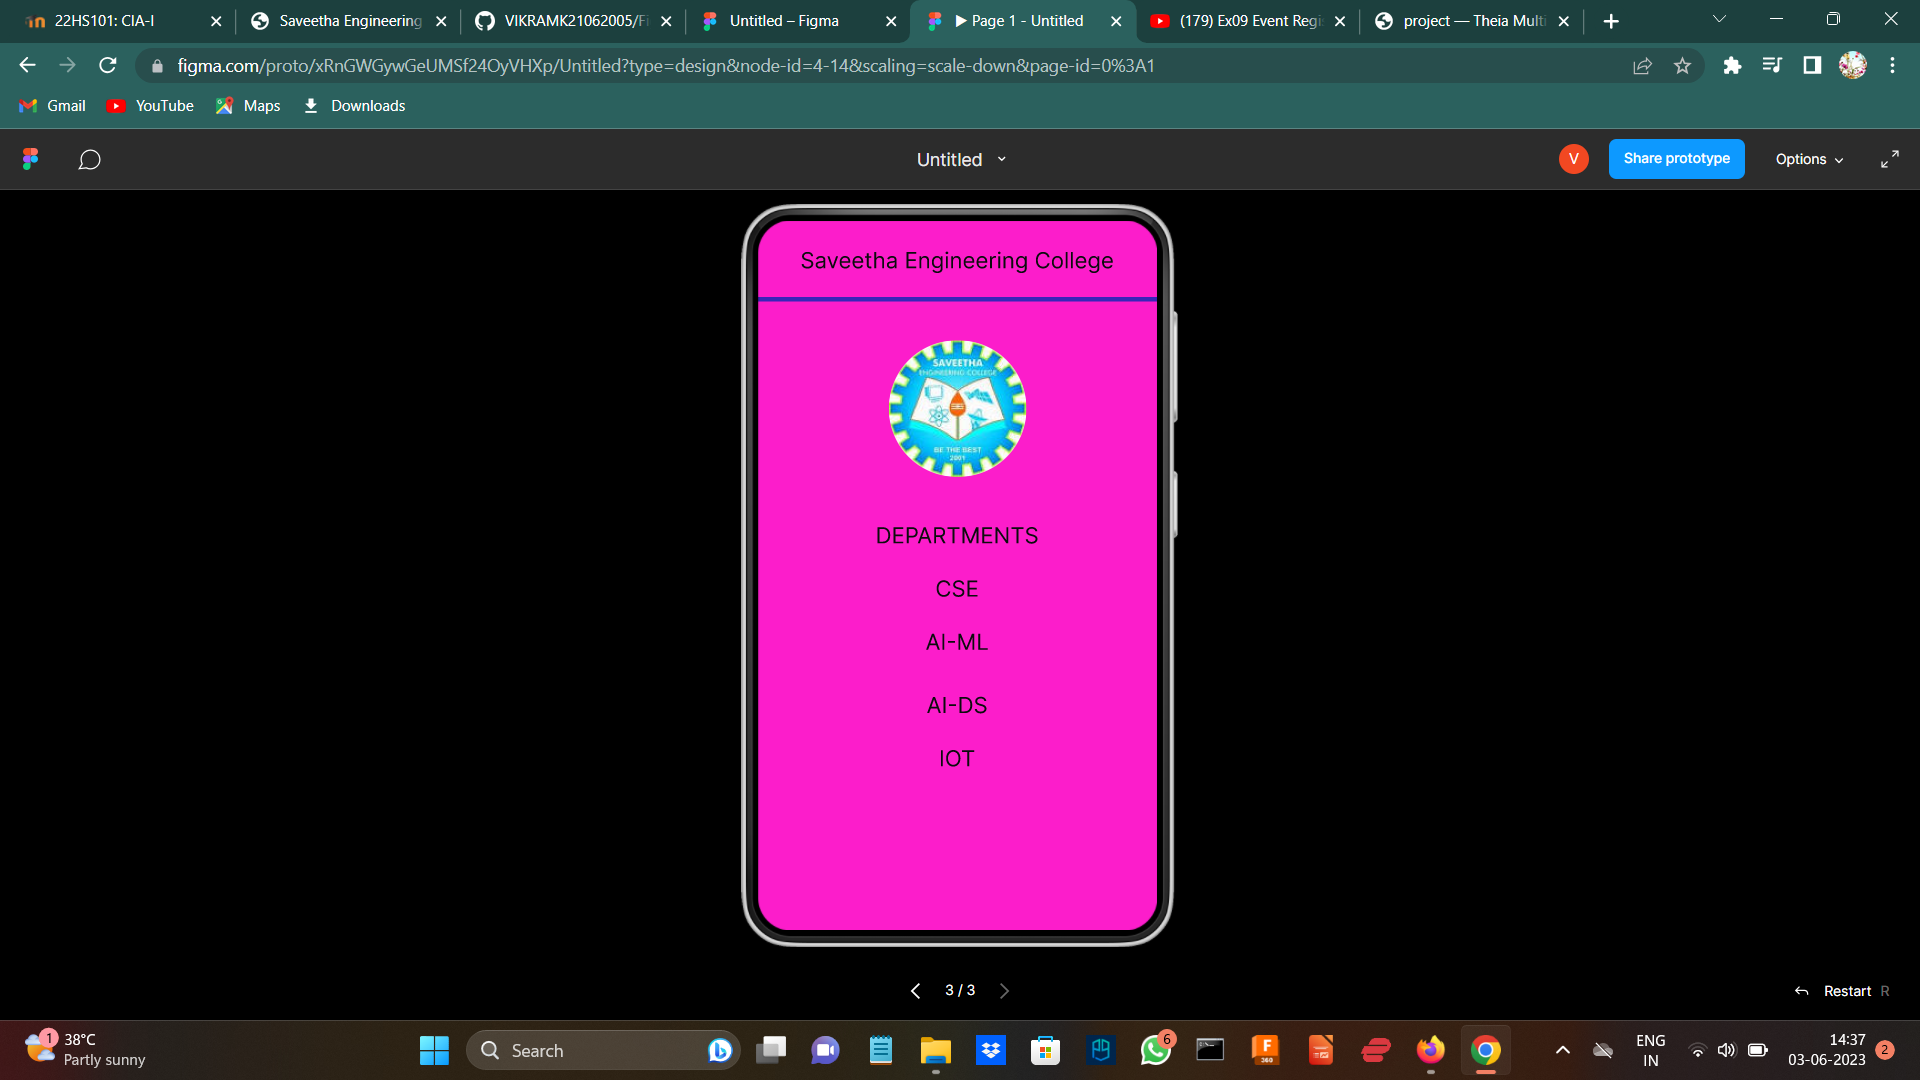 22HS101: CIA-I
Saveetha Engineering
VIKRAMK21062005/Fi
Untitled – Figma
Page 1 - Untitled
(179) Ex09 Event Regis
project — Theia Multi
figma.com/proto/xRnGWGywGeUMSf24OyVHXp/Untitled?type=design&node-id=4-14&scaling=scale-down&page-id=0%3A1
Gmail
YouTube
Maps
Downloads
Untitled
V
Share prototype
Options
Saveetha Engineering College
SAVEETHA
ENGINEERING COLLEGE
BE THE BEST
2001
DEPARTMENTS
CSE
AI-ML
AI-DS
IOT
3 / 3
Restart R
1
38°C
Partly sunny
Search
6
F
360
ENG
IN
14:37
03-06-2023
2